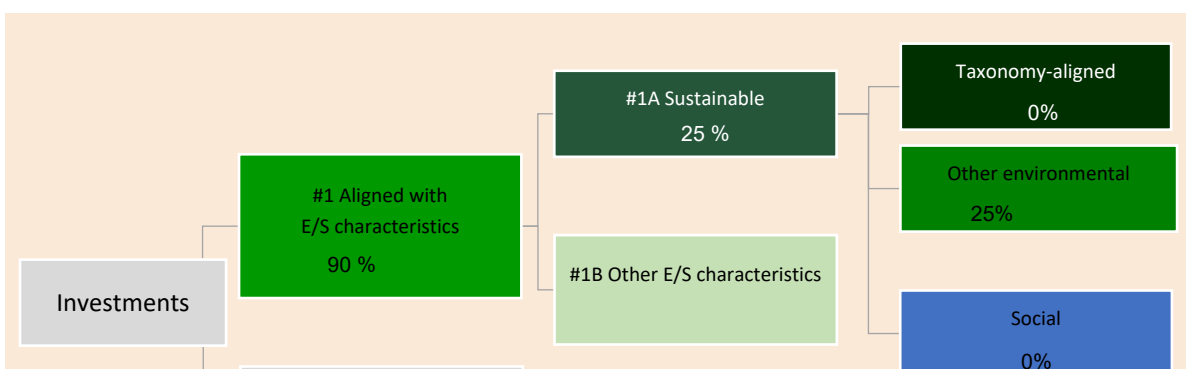 Investments
#1 Aligned with
E/S characteristics
90 %
#1A Sustainable
25 %
#1B Other E/S characteristics
Taxonomy-aligned
0%
Other environmental
25%
Social
0%